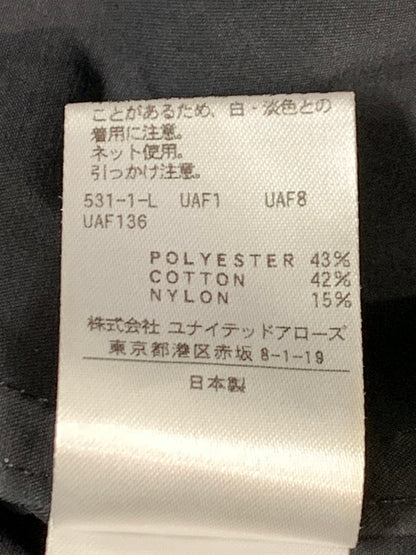 ことがあるため、白・淡色との
着用に注意。
ネット使用。
引っかけ注意。
531-1-L UAF1 UAF8
UAF136
POLYESTER 43%
COTTON 42%
NYLON 15%
株式会社 ユナイテッドアローズ
東京都港区赤坂 8-1-19
日本製